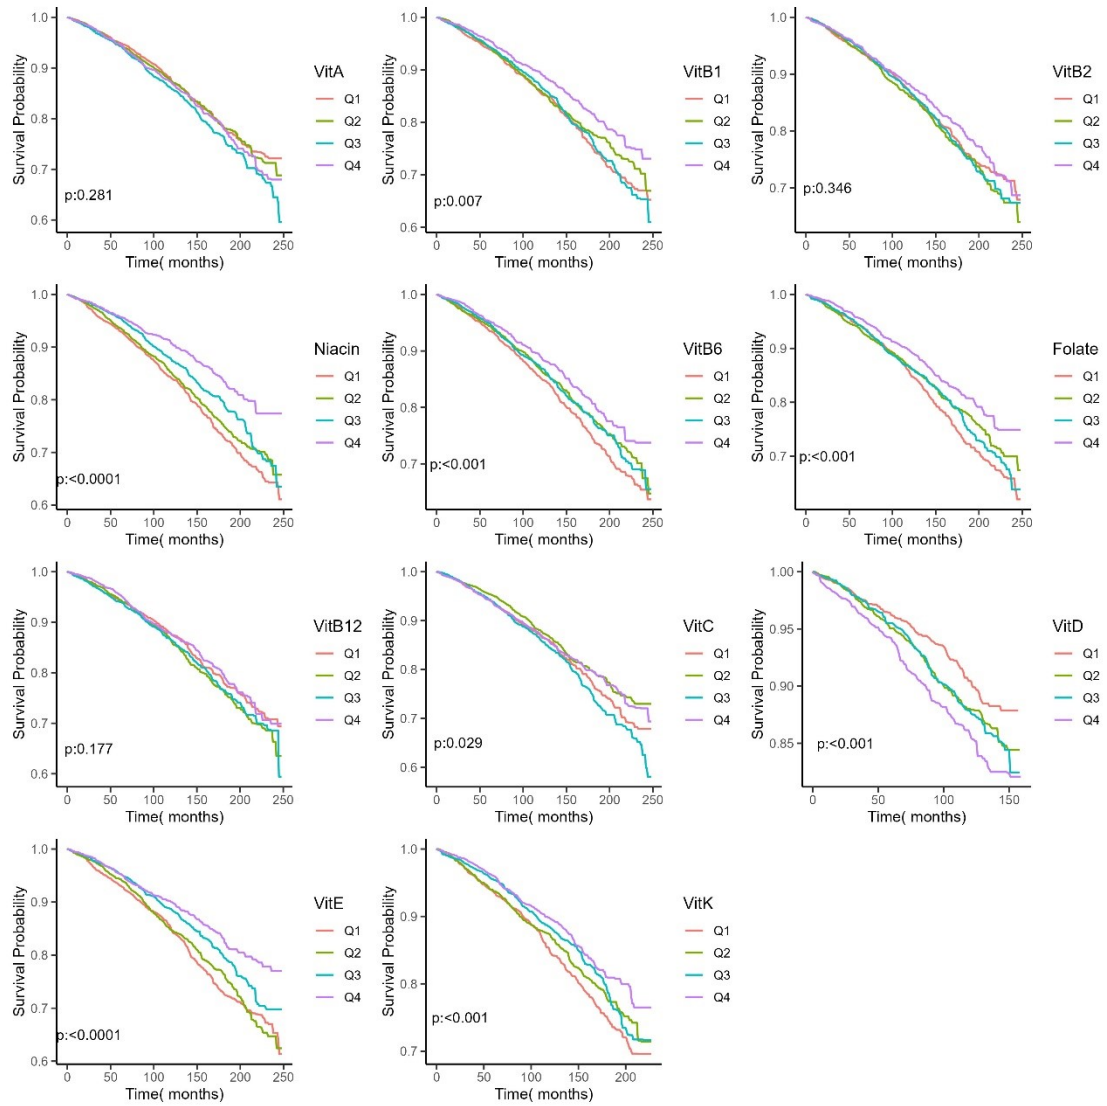 VitA
Survival Probability
1.0
0.9
0.8
0.7
0.6
p:0.281
0 50 100 150 200 250
Time( months)
Q1
Q2
Q3
Q4
VitB1
Survival Probability
1.0
0.9
0.8
0.7
0.6
p:0.007
0 50 100 150 200 250
Time( months)
Q1
Q2
Q3
Q4
VitB2
Survival Probability
1.0
0.9
0.8
0.7
p:0.346
0 50 100 150 200 250
Time( months)
Q1
Q2
Q3
Q4
Niacin
Survival Probability
1.0
0.9
0.8
0.7
0.6
p:<0.0001
0 50 100 150 200 250
Time( months)
Q1
Q2
Q3
Q4
VitB6
Survival Probability
1.0
0.9
0.8
0.7
p:<0.001
0 50 100 150 200 250
Time( months)
Q1
Q2
Q3
Q4
Folate
Survival Probability
1.0
0.9
0.8
0.7
p:<0.001
0 50 100 150 200 250
Time( months)
Q1
Q2
Q3
Q4
VitB12
Survival Probability
1.0
0.9
0.8
0.7
0.6
p:0.177
0 50 100 150 200 250
Time( months)
Q1
Q2
Q3
Q4
VitC
Survival Probability
1.0
0.9
0.8
0.7
0.6
p:0.029
0 50 100 150 200 250
Time( months)
Q1
Q2
Q3
Q4
VitD
Survival Probability
1.00
0.95
0.90
0.85
p:<0.001
0 50 100 150
Time( months)
Q1
Q2
Q3
Q4
VitE
Survival Probability
1.0
0.9
0.8
0.7
0.6
p:<0.0001
0 50 100 150 200 250
Time( months)
Q1
Q2
Q3
Q4
VitK
Survival Probability
1.0
0.9
0.8
0.7
p:<0.001
0 50 100 150 200
Time( months)
Q1
Q2
Q3
Q4